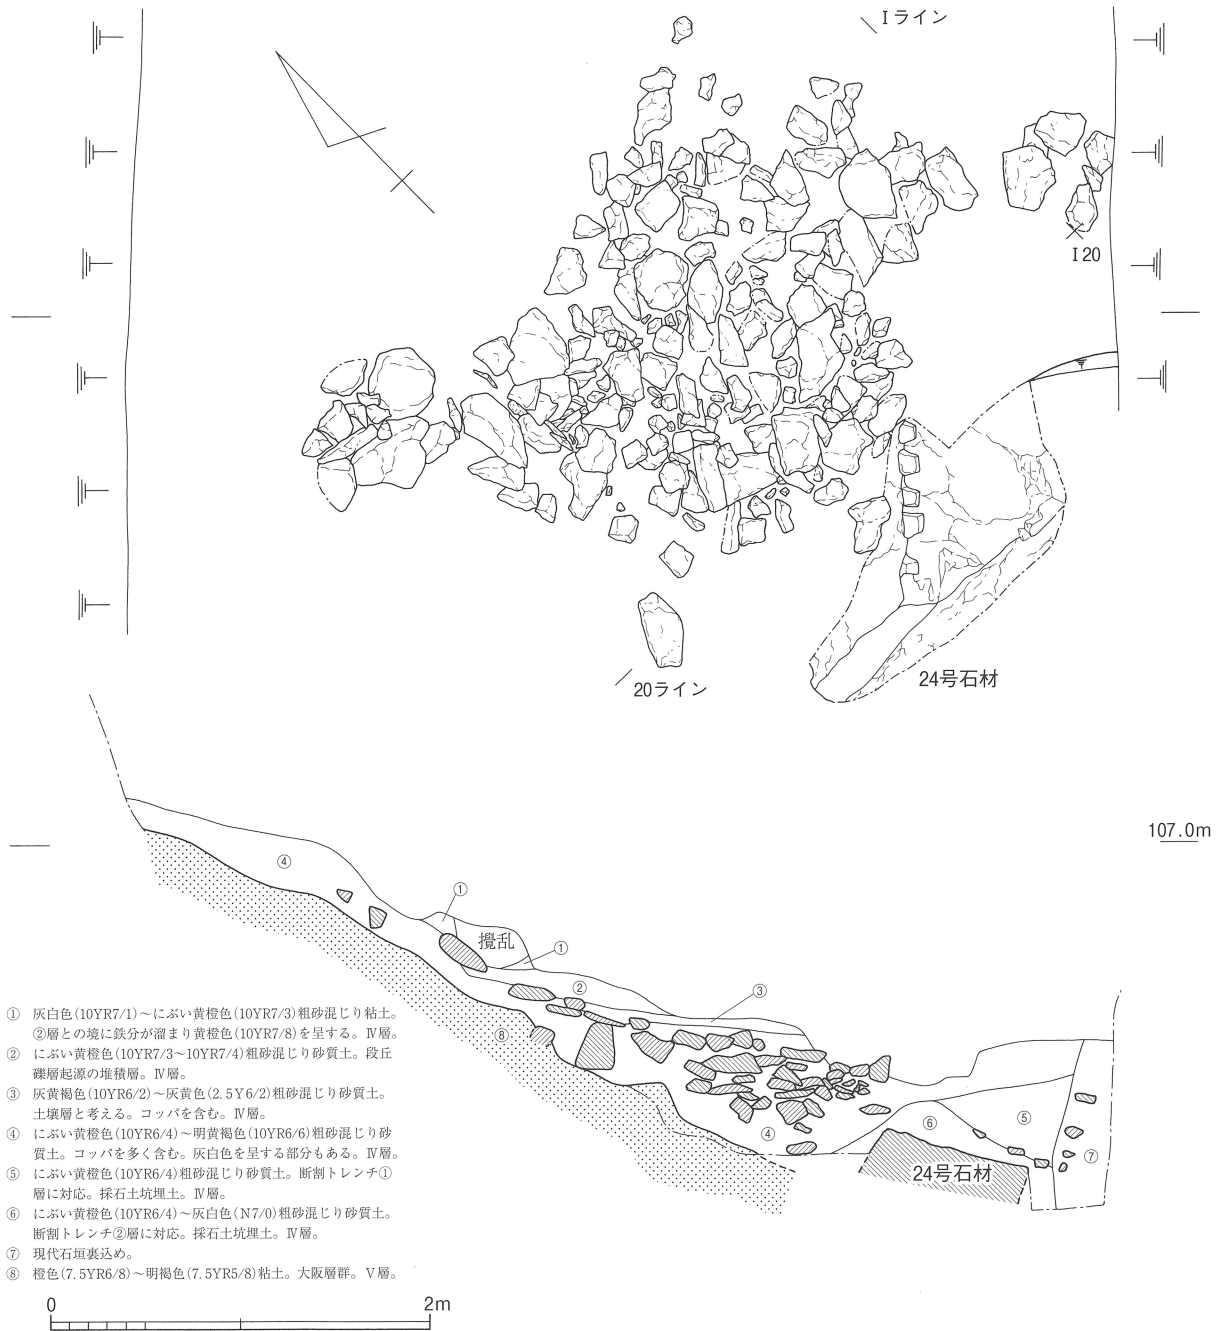 Iライン
I20
24号石材
20ライン
107.0m
④
①
攪乱
①
②
③
⑧
④
⑥
⑤
⑦
24号石材
① 灰白色(10YR7/1)～にぶい黄橙色(10YR7/3)粗砂混じり粘土。
②層との境に鉄分が溜まり黄橙色(10YR7/8)を呈する。Ⅳ層。
② にぶい黄橙色(10YR7/3～10YR7/4)粗砂混じり砂質土。段丘
礫層起源の堆積層。Ⅳ層。
③ 灰黄褐色(10YR6/2)～灰黄色(2.5Y6/2)粗砂混じり砂質土。
土壌層と考える。コッパを含む。Ⅳ層。
④ にぶい黄橙色(10YR6/4)～明黄褐色(10YR6/6)粗砂混じり砂
質土。コッパを多く含む。灰白色を呈する部分もある。Ⅳ層。
⑤ にぶい黄橙色(10YR6/4)粗砂混じり砂質土。断割トレンチ①
層に対応。採石土坑埋土。Ⅳ層。
⑥ にぶい黄橙色(10YR6/4)～灰白色(N7/0)粗砂混じり砂質土。
断割トレンチ②層に対応。採石土坑埋土。Ⅳ層。
⑦ 現代石垣裏込め。
⑧ 橙色(7.5YR6/8)～明褐色(7.5YR5/8)粘土。大阪層群。Ⅴ層。
0 2m